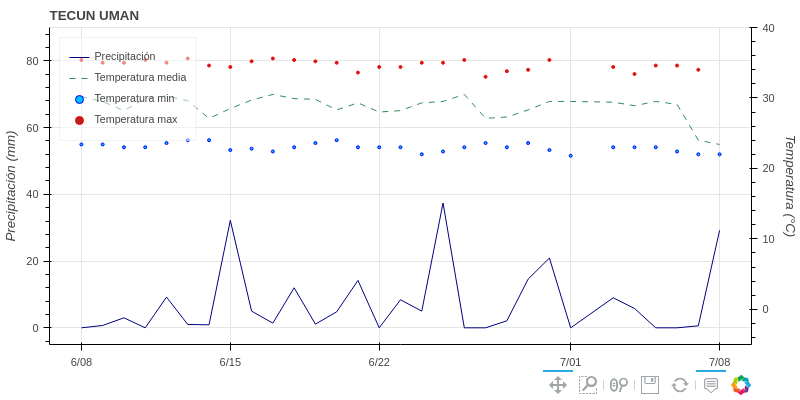 TECUN UMAN
Precipitación
Temperatura media
Temperatura min
Temperatura max
Precipitación (mm)
80
60
40
20
0
Temperatura (°C)
40
30
20
10
0
6/08
6/15
6/22
7/01
7/08